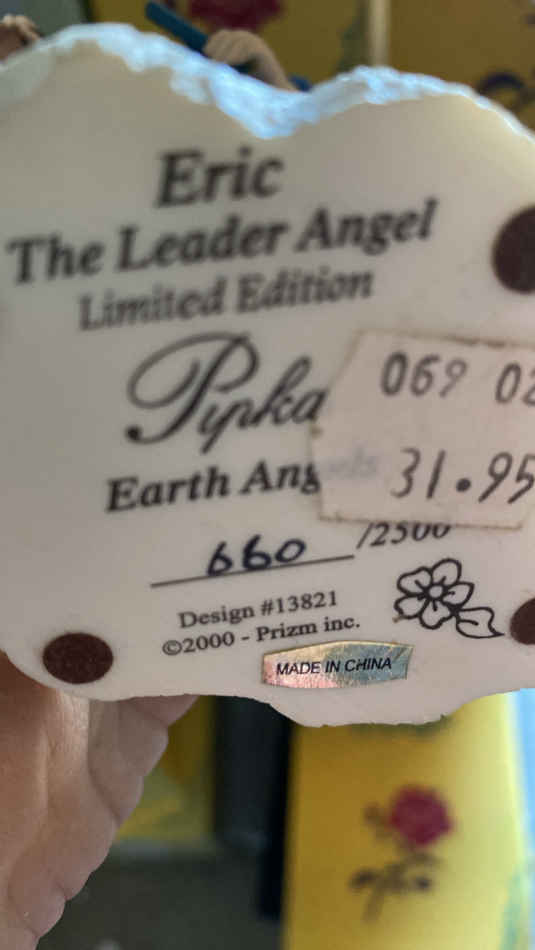 Eric
The Leader Angel
Limited Edition
Pipka
Earth Angels
069 02
31.95
660 /2500
Design #13821
©2000 - Prizm inc.
MADE IN CHINA